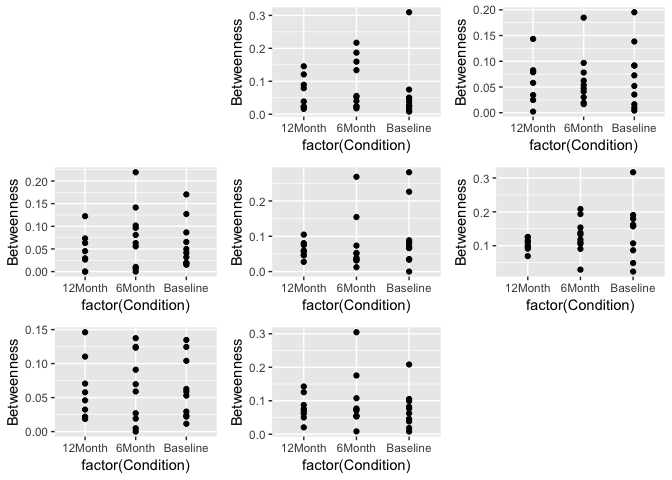 Betweenness
0.3
0.2
0.1
0.0
12Month 6Month Baseline
factor(Condition)
Betweenness
0.20
0.15
0.10
0.05
0.00
12Month 6Month Baseline
factor(Condition)
Betweenness
0.20
0.15
0.10
0.05
0.00
12Month 6Month Baseline
factor(Condition)
Betweenness
0.2
0.1
0.0
12Month 6Month Baseline
factor(Condition)
Betweenness
0.3
0.2
0.1
12Month 6Month Baseline
factor(Condition)
Betweenness
0.15
0.10
0.05
0.00
12Month 6Month Baseline
factor(Condition)
Betweenness
0.3
0.2
0.1
0.0
12Month 6Month Baseline
factor(Condition)